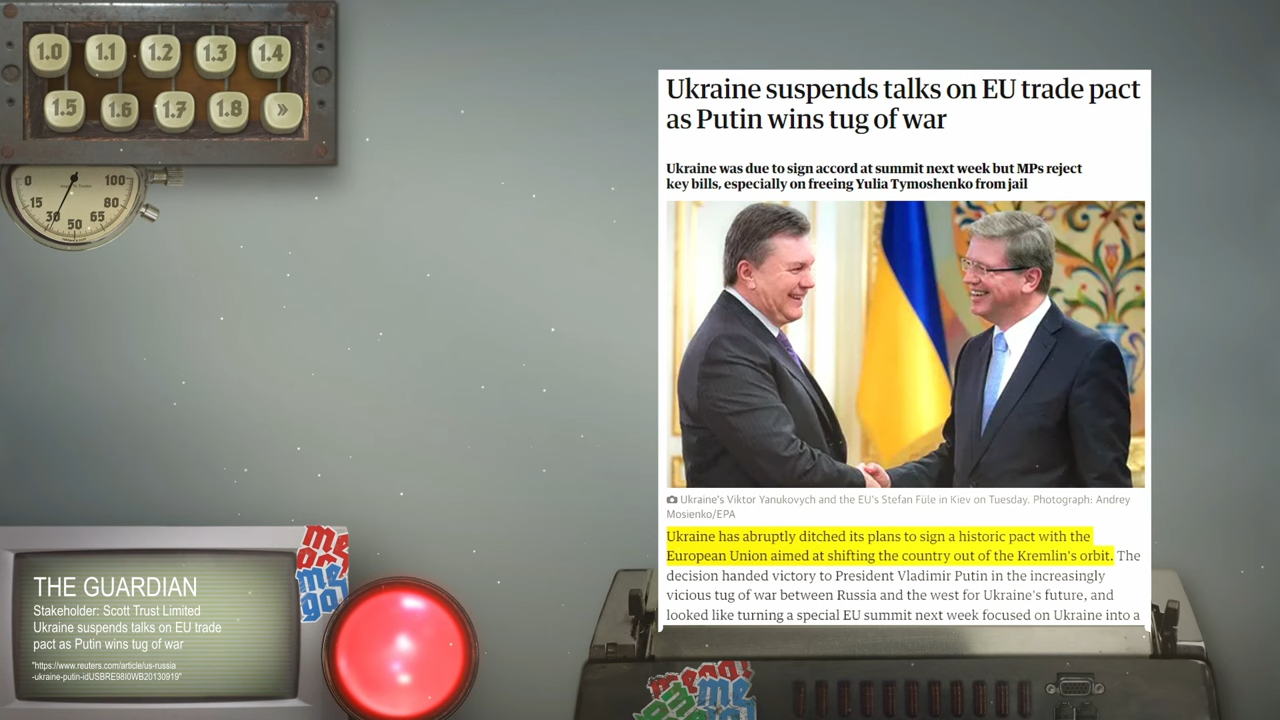 1.0 1.1 1.2 1.3 1.4
1.5 1.6 1.7 1.8 »
0 100
15 80
30 65
50
Ukraine suspends talks on EU trade pact
as Putin wins tug of war
Ukraine was due to sign accord at summit next week but MPs reject
key bills, especially on freeing Yulia Tymoshenko from jail
Ukraine's Viktor Yanukovych and the EU's Stefan Füle in Kiev on Tuesday. Photograph: Andrey
Mosienko/EPA
Ukraine has abruptly ditched its plans to sign a historic pact with the
European Union aimed at shifting the country out of the Kremlin's orbit. The
decision handed victory to President Vladimir Putin in the increasingly
vicious tug of war between Russia and the west for Ukraine's future, and
looked like turning a special EU summit next week focused on Ukraine into a
THE GUARDIAN
Stakeholder: Scott Trust Limited
Ukraine suspends talks on EU trade
pact as Putin wins tug of war
"https://www.reuters.com/article/us-russia
-ukraine-putin-idUSBRE98I0WB20130919"